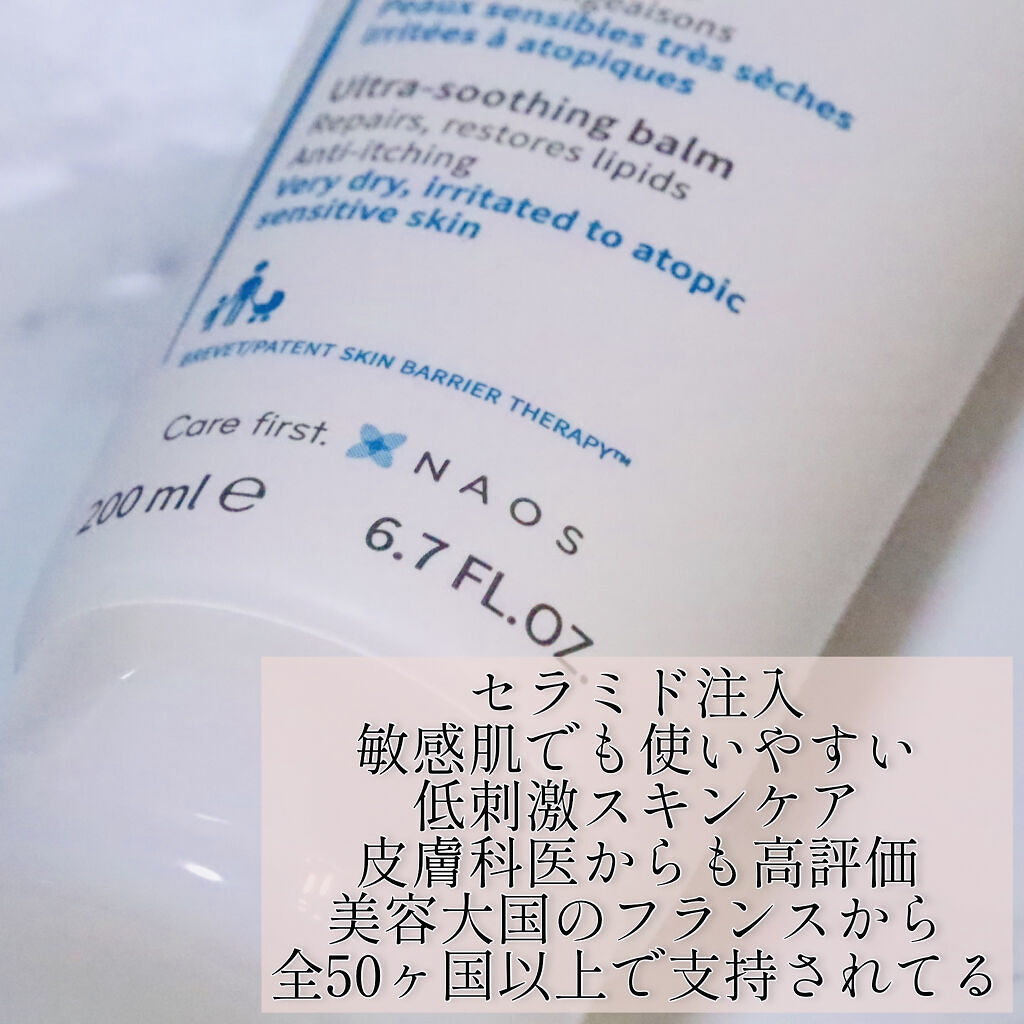 peaux sensibles très sèches
irritées à atopiques
Ultra-soothing balm
Repairs, restores lipids
Anti-itching
Very dry, irritated to atopic
sensitive skin
BREVET/PATENT SKIN BARRIER THERAPY™
Care first. NAOS
200 ml e
6.7 FL.OZ.
セラミド注入
敏感肌でも使いやすい
低刺激スキンケア
皮膚科医からも高評価
美容大国のフランスから
全50ヶ国以上で支持されてる